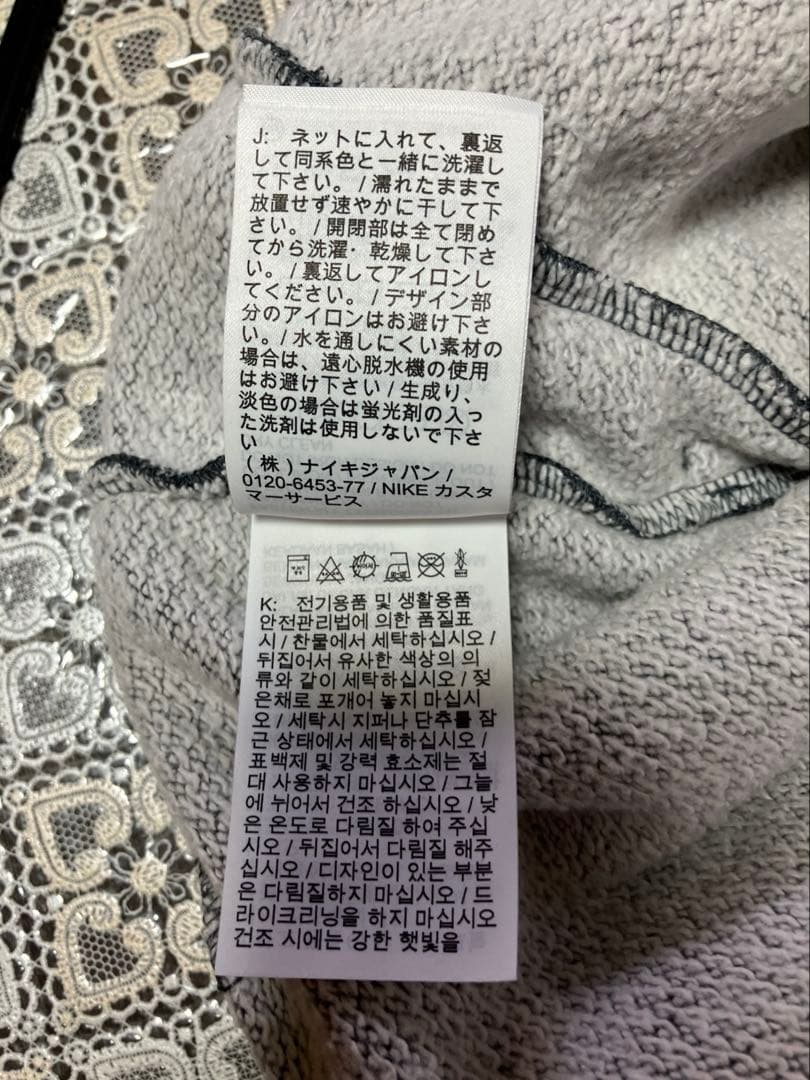 J: ネットに入れて、裏返
して同系色と一緒に洗濯し
て下さい。 / 濡れたままで
放置せず速やかに干して下
さい。 / 開閉部は全て閉め
てから洗濯・乾燥して下さ
い。 / 裏返してアイロンし
てください。 / デザイン部
分のアイロンはお避け下さ
い。/ 水を通しにくい素材の
場合は、遠心脱水機の使用
はお避け下さい / 生成り、
淡色の場合は蛍光剤の入っ
た洗剤は使用しないで下さ
い
(株) ナイキジャパン /
0120-6453-77 / NIKE カスタ
マーサービス
K: 전기용품 및 생활용품
안전관리법에 의한 품질표
시 / 찬물에서 세탁하십시오 /
뒤집어서 유사한 색상의 의
류와 같이 세탁하십시오 / 젖
은채로 포개어 놓지 마십시
오 / 세탁시 지퍼나 단추를 잠
근 상태에서 세탁하십시오 /
표백제 및 강력 효소제는 절
대 사용하지 마십시오 / 그늘
에 뉘어서 건조 하십시오 / 낮
은 온도로 다림질 하여 주십
시오 / 뒤집어서 다림질 해주
십시오 / 디자인이 있는 부분
은 다림질하지 마십시오 / 드
라이크리닝을 하지 마십시오
건조 시에는 강한 햇빛을